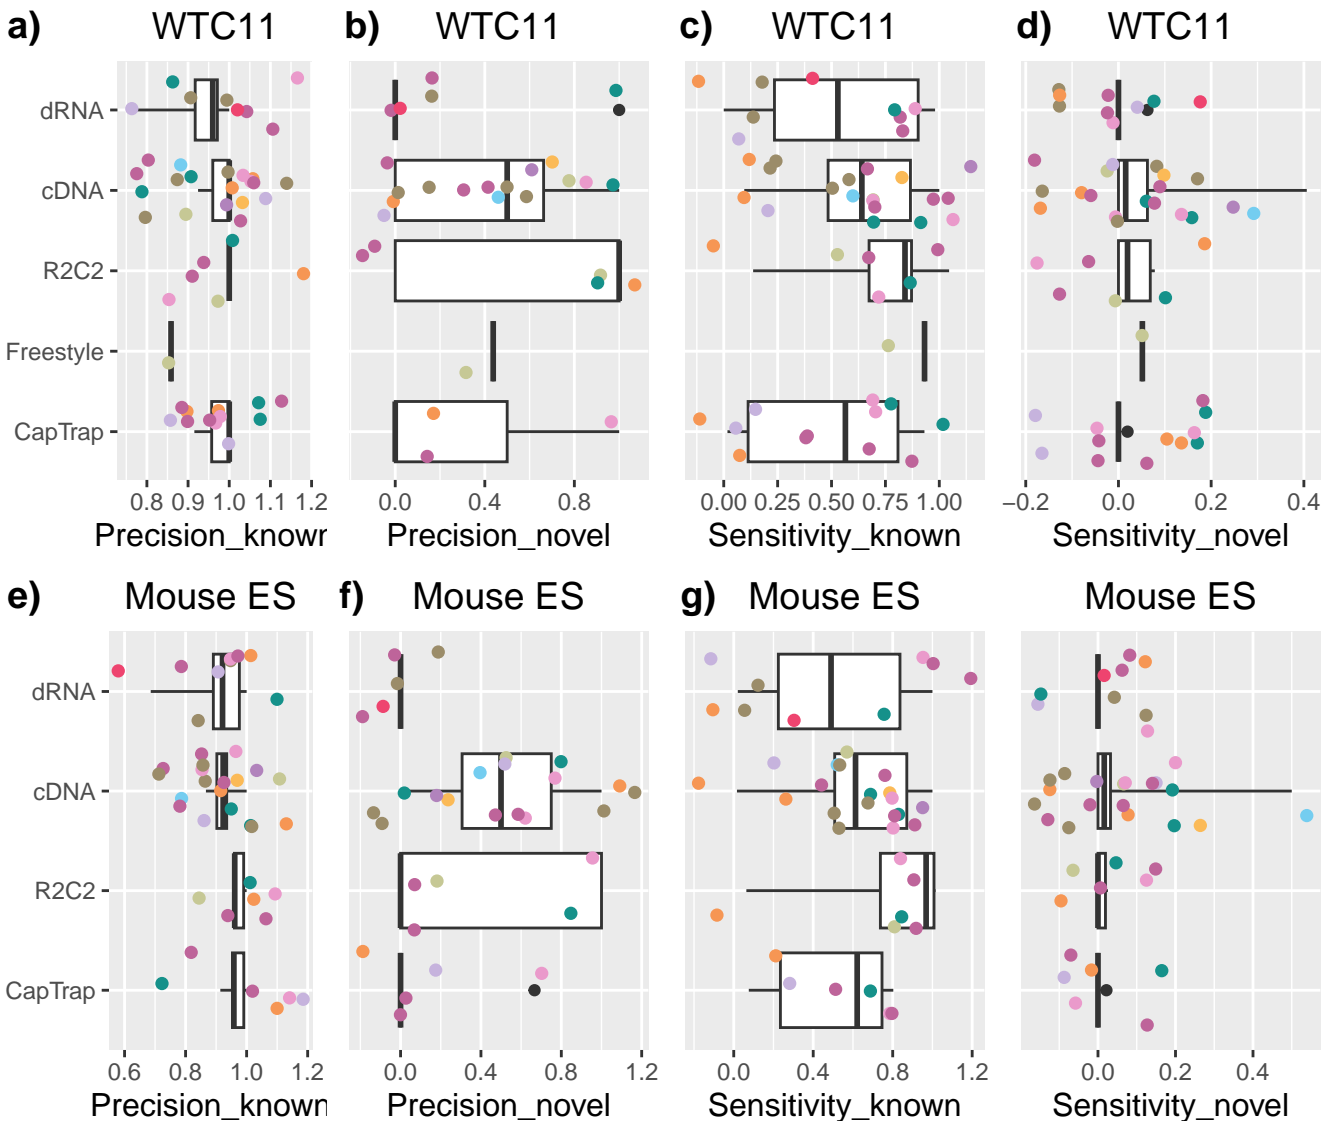 a) WTC11 b) WTC11 c) WTC11 d) WTC11
dRNA
cDNA
R2C2
Freestyle
CapTrap
0.8 0.9 1.0 1.1 1.2 0.0 0.4 0.8 0.00 0.25 0.50 0.75 1.00 −0.2 0.0 0.2 0.4
Precision_known Precision_novel Sensitivity_known Sensitivity_novel
e) Mouse ES f) Mouse ES g) Mouse ES Mouse ES
dRNA
cDNA
R2C2
CapTrap
0.6 0.8 1.0 1.2 0.0 0.4 0.8 1.2 0.0 0.4 0.8 1.2 0.0 0.2 0.4
Precision_known Precision_novel Sensitivity_known Sensitivity_novel